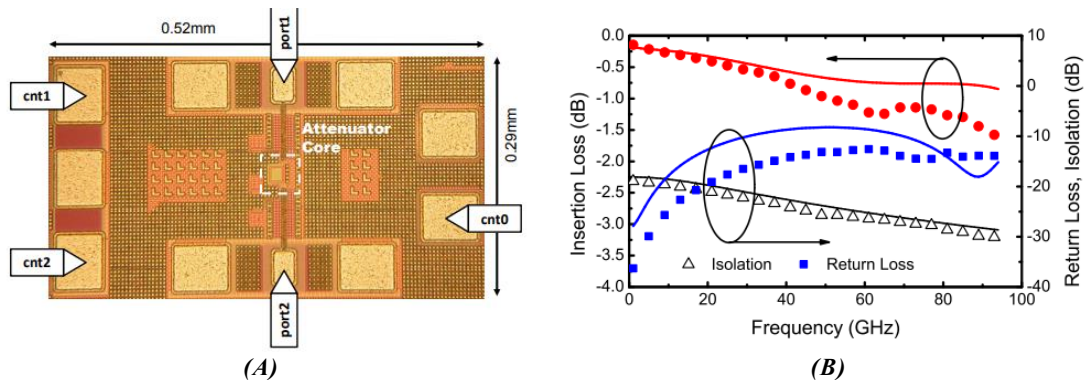 0.52mm
port1
cnt1
Attenuator
Core
0.29mm
cnt0
cnt2
port2
(A)
Insertion Loss (dB)
0.0
-0.5
-1.0
-1.5
-2.0
-2.5
-3.0
-3.5
-4.0
10
0
-10
-20
-30
-40
Return Loss, Isolation (dB)
Isolation
Return Loss
0 20 40 60 80 100
Frequency (GHz)
(B)